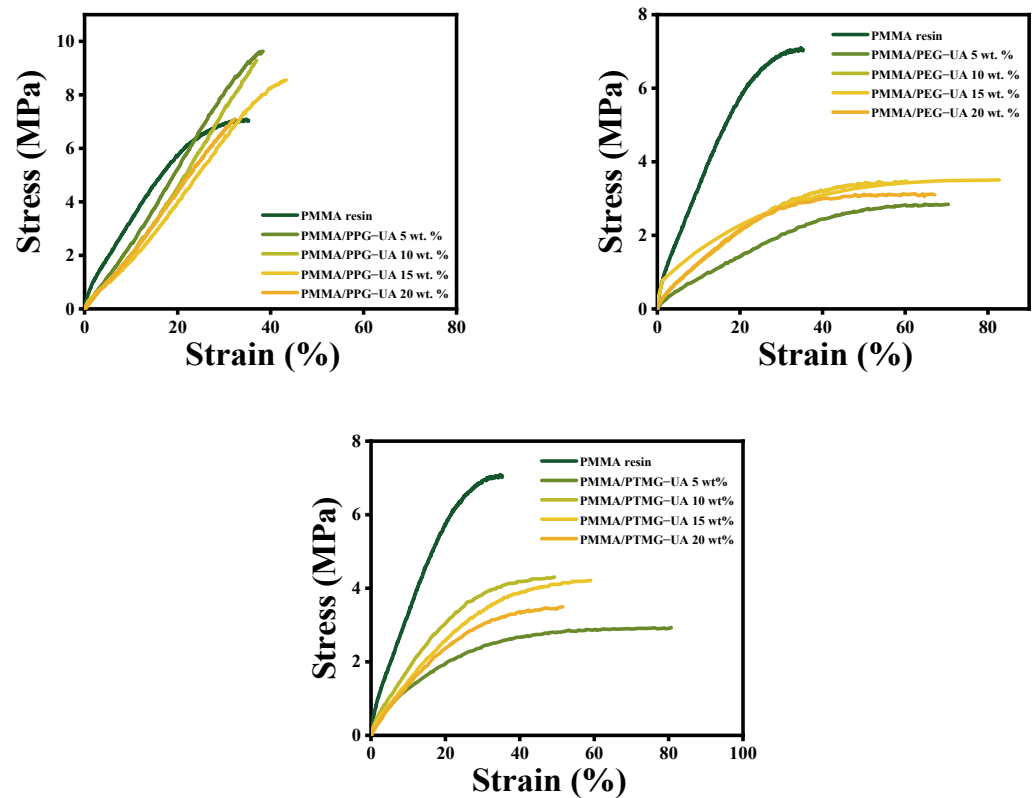 10
8
6
4
2
0
Stress (MPa)
PMMA resin
PMMA/PPG−UA 5 wt. %
PMMA/PPG−UA 10 wt. %
PMMA/PPG−UA 15 wt. %
PMMA/PPG−UA 20 wt. %
0 20 40 60 80
Strain (%)
8
6
4
2
0
Stress (MPa)
PMMA resin
PMMA/PEG−UA 5 wt. %
PMMA/PEG−UA 10 wt. %
PMMA/PEG−UA 15 wt. %
PMMA/PEG−UA 20 wt. %
0 20 40 60 80
Strain (%)
8
6
4
2
0
Stress (MPa)
PMMA resin
PMMA/PTMG−UA 5 wt%
PMMA/PTMG−UA 10 wt%
PMMA/PTMG−UA 15 wt%
PMMA/PTMG−UA 20 wt%
0 20 40 60 80 100
Strain (%)